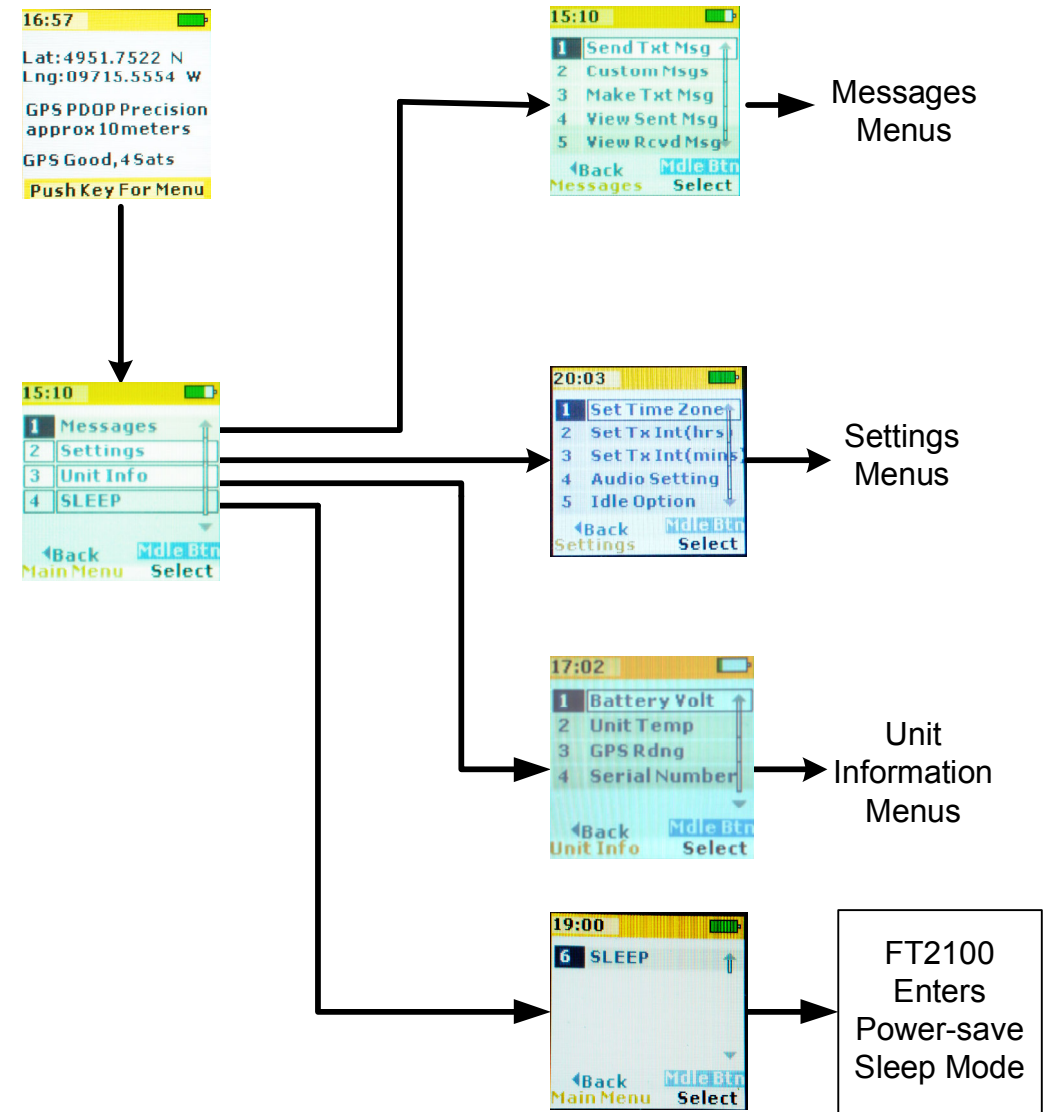 16:57
Lat:4951.7522 N
Lng:09715.5554 W
GPS PDOP Precision
approx 10meters
GPS Good,4 Sats
Push Key For Menu
15:10
1 Messages
2 Settings
3 Unit Info
4 SLEEP
Back Mdle Btn
Main Menu Select
15:10
1 Send Txt Msg
2 Custom Msgs
3 Make Txt Msg
4 View Sent Msg
5 View Rcvd Msg
Back Mdle Btn
Messages Select
Messages
Menus
20:03
1 Set Time Zone
2 Set Tx Int(hrs)
3 Set Tx Int(mins)
4 Audio Setting
5 Idle Option
Back Mdle Btn
Settings Select
Settings
Menus
17:02
1 Battery Volt
2 Unit Temp
3 GPS Rdng
4 Serial Number
Back Mdle Btn
Unit Info Select
Unit
Information
Menus
19:00
6 SLEEP
Back Mdle Btn
Main Menu Select
FT2100
Enters
Power-save
Sleep Mode